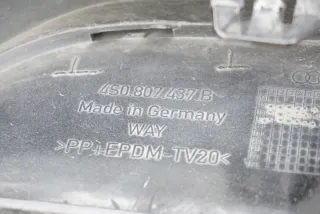 4S0.807.437.B
Made in Germany
WAY
>PP+EPDM-TV20<